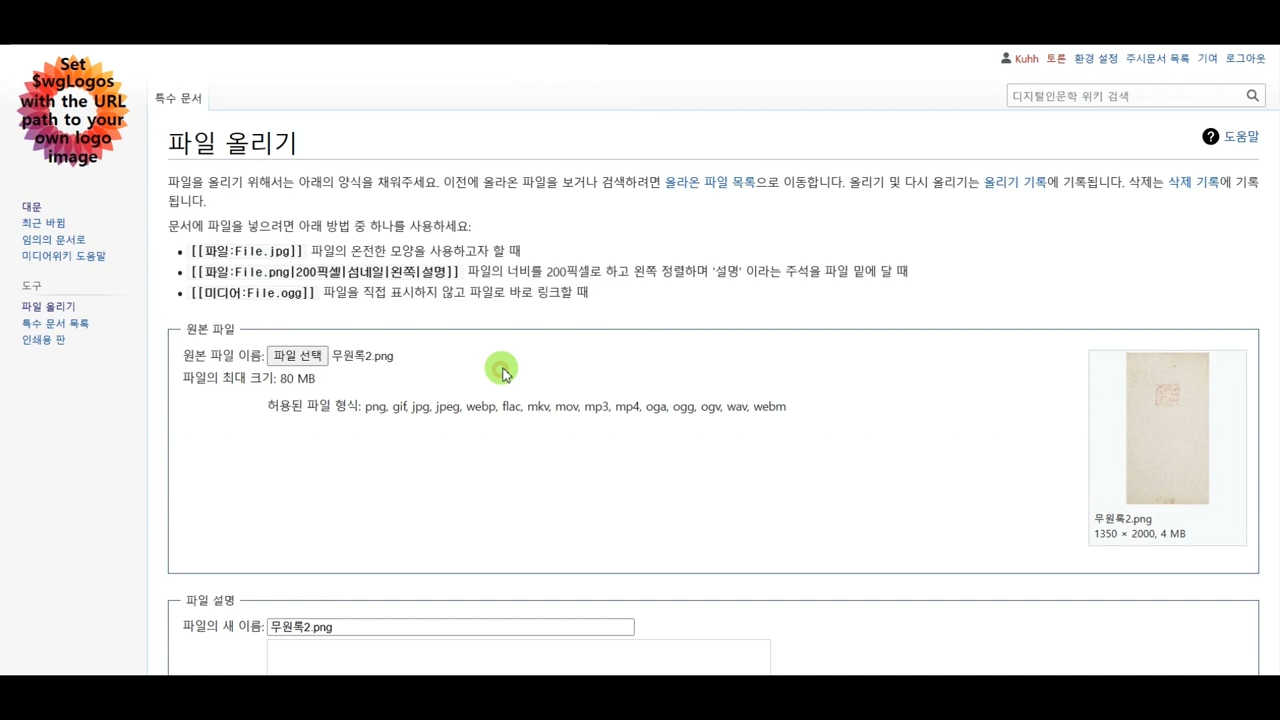 Set
$wgLogos
with the URL
path to your
own logo
image
Kuhh 토론 환경 설정 주시문서 목록 기여 로그아웃
특수 문서
디지털인문학 위키 검색
대문
최근 바뀜
임의의 문서로
미디어위키 도움말
도구
파일 올리기
특수 문서 목록
인쇄용 판
파일 올리기
도움말
파일을 올리기 위해서는 아래의 양식을 채워주세요. 이전에 올라온 파일을 보거나 검색하려면 올라온 파일 목록으로 이동합니다. 올리기 및 다시 올리기는 올리기 기록에 기록됩니다. 삭제는 삭제 기록에 기록
됩니다.
문서에 파일을 넣으려면 아래 방법 중 하나를 사용하세요:
[[파일:File.jpg]] 파일의 온전한 모양을 사용하고자 할 때
[[파일:File.png|200픽셀|섬네일|왼쪽|설명]] 파일의 너비를 200픽셀로 하고 왼쪽 정렬하며 '설명' 이라는 주석을 파일 밑에 달 때
[[미디어:File.ogg]] 파일을 직접 표시하지 않고 파일로 바로 링크할 때
원본 파일
원본 파일 이름: 파일 선택 무원록2.png
파일의 최대 크기: 80 MB
허용된 파일 형식: png, gif, jpg, jpeg, webp, flac, mkv, mov, mp3, mp4, oga, ogg, ogv, wav, webm
무원록2.png
1350 × 2000, 4 MB
파일 설명
파일의 새 이름: 무원록2.png